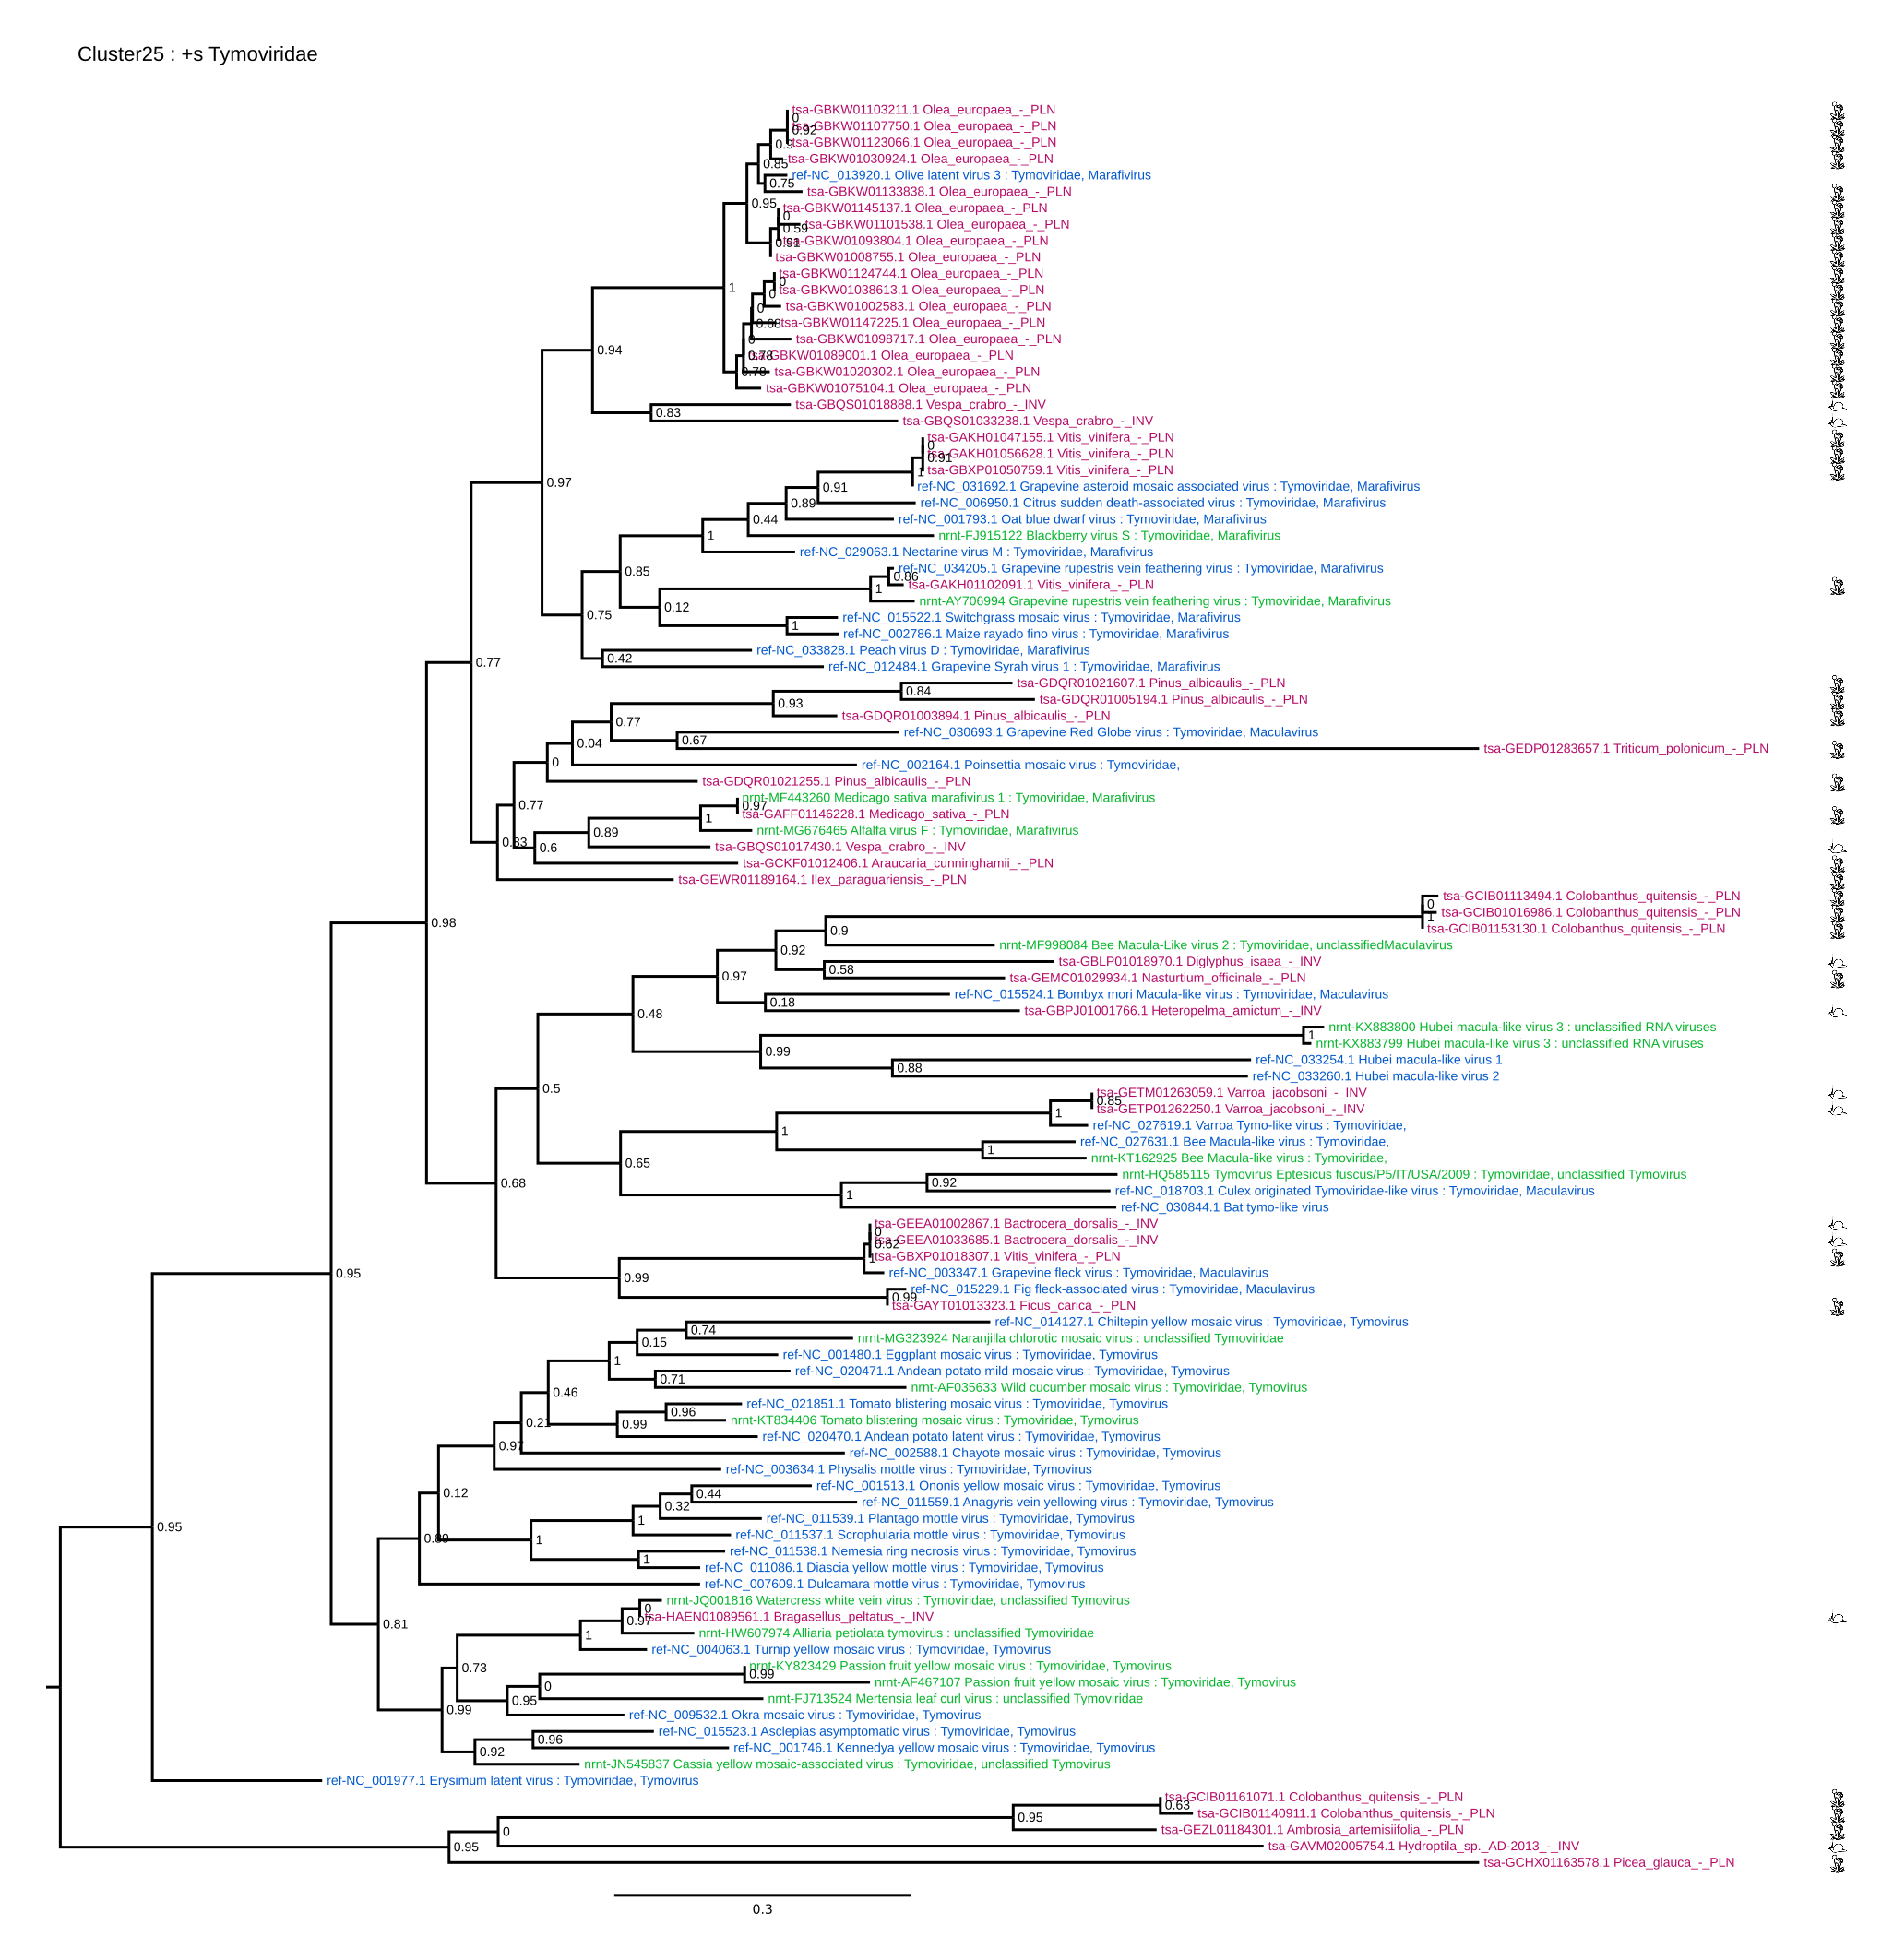 Cluster25 : +s Tymoviridae
tsa-GBKW01103211.1 Olea_europaea_-_PLN
0
tsa-GBKW01107750.1 Olea_europaea_-_PLN
0.92
tsa-GBKW01123066.1 Olea_europaea_-_PLN
0.9
tsa-GBKW01030924.1 Olea_europaea_-_PLN
0.85
ref-NC_013920.1 Olive latent virus 3 : Tymoviridae, Marafivirus
0.75
tsa-GBKW01133838.1 Olea_europaea_-_PLN
0.95
tsa-GBKW01145137.1 Olea_europaea_-_PLN
0
tsa-GBKW01101538.1 Olea_europaea_-_PLN
0.59
tsa-GBKW01093804.1 Olea_europaea_-_PLN
0.91
tsa-GBKW01008755.1 Olea_europaea_-_PLN
tsa-GBKW01124744.1 Olea_europaea_-_PLN
0
1
tsa-GBKW01038613.1 Olea_europaea_-_PLN
0
tsa-GBKW01002583.1 Olea_europaea_-_PLN
0
tsa-GBKW01147225.1 Olea_europaea_-_PLN
0.63
tsa-GBKW01098717.1 Olea_europaea_-_PLN
0
0.94
tsa-GBKW01089001.1 Olea_europaea_-_PLN
0.78
tsa-GBKW01020302.1 Olea_europaea_-_PLN
0.78
tsa-GBKW01075104.1 Olea_europaea_-_PLN
tsa-GBQS01018888.1 Vespa_crabro_-_INV
0.83
tsa-GBQS01033238.1 Vespa_crabro_-_INV
tsa-GAKH01047155.1 Vitis_vinifera_-_PLN
0
tsa-GAKH01056628.1 Vitis_vinifera_-_PLN
0.91
tsa-GBXP01050759.1 Vitis_vinifera_-_PLN
1
0.97
ref-NC_031692.1 Grapevine asteroid mosaic associated virus : Tymoviridae, Marafivirus
0.91
ref-NC_006950.1 Citrus sudden death-associated virus : Tymoviridae, Marafivirus
0.89
ref-NC_001793.1 Oat blue dwarf virus : Tymoviridae, Marafivirus
0.44
nrnt-FJ915122 Blackberry virus S : Tymoviridae, Marafivirus
1
ref-NC_029063.1 Nectarine virus M : Tymoviridae, Marafivirus
ref-NC_034205.1 Grapevine rupestris vein feathering virus : Tymoviridae, Marafivirus
0.85
0.86
tsa-GAKH01102091.1 Vitis_vinifera_-_PLN
1
nrnt-AY706994 Grapevine rupestris vein feathering virus : Tymoviridae, Marafivirus
0.12
0.75
ref-NC_015522.1 Switchgrass mosaic virus : Tymoviridae, Marafivirus
1
ref-NC_002786.1 Maize rayado fino virus : Tymoviridae, Marafivirus
ref-NC_033828.1 Peach virus D : Tymoviridae, Marafivirus
0.42
0.77
ref-NC_012484.1 Grapevine Syrah virus 1 : Tymoviridae, Marafivirus
tsa-GDQR01021607.1 Pinus_albicaulis_-_PLN
0.84
tsa-GDQR01005194.1 Pinus_albicaulis_-_PLN
0.93
tsa-GDQR01003894.1 Pinus_albicaulis_-_PLN
0.77
ref-NC_030693.1 Grapevine Red Globe virus : Tymoviridae, Maculavirus
0.67
0.04
tsa-GEDP01283657.1 Triticum_polonicum_-_PLN
0
ref-NC_002164.1 Poinsettia mosaic virus : Tymoviridae,
tsa-GDQR01021255.1 Pinus_albicaulis_-_PLN
nrnt-MF443260 Medicago sativa marafivirus 1 : Tymoviridae, Marafivirus
0.77
0.97
tsa-GAFF01146228.1 Medicago_sativa_-_PLN
1
nrnt-MG676465 Alfalfa virus F : Tymoviridae, Marafivirus
0.89
0.83
tsa-GBQS01017430.1 Vespa_crabro_-_INV
0.6
tsa-GCKF01012406.1 Araucaria_cunninghamii_-_PLN
tsa-GEWR01189164.1 Ilex_paraguariensis_-_PLN
tsa-GCIB01113494.1 Colobanthus_quitensis_-_PLN
0
tsa-GCIB01016986.1 Colobanthus_quitensis_-_PLN
1
0.98
tsa-GCIB01153130.1 Colobanthus_quitensis_-_PLN
0.9
nrnt-MF998084 Bee Macula-Like virus 2 : Tymoviridae, unclassifiedMaculavirus
0.92
tsa-GBLP01018970.1 Diglyphus_isaea_-_INV
0.58
tsa-GEMC01029934.1 Nasturtium_officinale_-_PLN
0.97
ref-NC_015524.1 Bombyx mori Macula-like virus : Tymoviridae, Maculavirus
0.18
tsa-GBPJ01001766.1 Heteropelma_amictum_-_INV
0.48
nrnt-KX883800 Hubei macula-like virus 3 : unclassified RNA viruses
1
nrnt-KX883799 Hubei macula-like virus 3 : unclassified RNA viruses
0.99
ref-NC_033254.1 Hubei macula-like virus 1
0.88
ref-NC_033260.1 Hubei macula-like virus 2
0.5
tsa-GETM01263059.1 Varroa_jacobsoni_-_INV
0.85
tsa-GETP01262250.1 Varroa_jacobsoni_-_INV
1
ref-NC_027619.1 Varroa Tymo-like virus : Tymoviridae,
1
ref-NC_027631.1 Bee Macula-like virus : Tymoviridae,
1
nrnt-KT162925 Bee Macula-like virus : Tymoviridae,
0.65
nrnt-HQ585115 Tymovirus Eptesicus fuscus/P5/IT/USA/2009 : Tymoviridae, unclassified Tymovirus
0.92
0.68
ref-NC_018703.1 Culex originated Tymoviridae-like virus : Tymoviridae, Maculavirus
1
ref-NC_030844.1 Bat tymo-like virus
tsa-GEEA01002867.1 Bactrocera_dorsalis_-_INV
0
tsa-GEEA01033685.1 Bactrocera_dorsalis_-_INV
0.62
tsa-GBXP01018307.1 Vitis_vinifera_-_PLN
1
0.95
ref-NC_003347.1 Grapevine fleck virus : Tymoviridae, Maculavirus
0.99
ref-NC_015229.1 Fig fleck-associated virus : Tymoviridae, Maculavirus
0.99
tsa-GAYT01013323.1 Ficus_carica_-_PLN
ref-NC_014127.1 Chiltepin yellow mosaic virus : Tymoviridae, Tymovirus
0.74
nrnt-MG323924 Naranjilla chlorotic mosaic virus : unclassified Tymoviridae
0.15
ref-NC_001480.1 Eggplant mosaic virus : Tymoviridae, Tymovirus
1
ref-NC_020471.1 Andean potato mild mosaic virus : Tymoviridae, Tymovirus
0.71
nrnt-AF035633 Wild cucumber mosaic virus : Tymoviridae, Tymovirus
0.46
ref-NC_021851.1 Tomato blistering mosaic virus : Tymoviridae, Tymovirus
0.96
nrnt-KT834406 Tomato blistering mosaic virus : Tymoviridae, Tymovirus
0.21
0.99
ref-NC_020470.1 Andean potato latent virus : Tymoviridae, Tymovirus
0.97
ref-NC_002588.1 Chayote mosaic virus : Tymoviridae, Tymovirus
ref-NC_003634.1 Physalis mottle virus : Tymoviridae, Tymovirus
ref-NC_001513.1 Ononis yellow mosaic virus : Tymoviridae, Tymovirus
0.12
0.44
ref-NC_011559.1 Anagyris vein yellowing virus : Tymoviridae, Tymovirus
0.32
ref-NC_011539.1 Plantago mottle virus : Tymoviridae, Tymovirus
1
0.95
ref-NC_011537.1 Scrophularia mottle virus : Tymoviridae, Tymovirus
0.89
1
ref-NC_011538.1 Nemesia ring necrosis virus : Tymoviridae, Tymovirus
1
ref-NC_011086.1 Diascia yellow mottle virus : Tymoviridae, Tymovirus
ref-NC_007609.1 Dulcamara mottle virus : Tymoviridae, Tymovirus
nrnt-JQ001816 Watercress white vein virus : Tymoviridae, unclassified Tymovirus
0
tsa-HAEN01089561.1 Bragasellus_peltatus_-_INV
0.97
0.81
nrnt-HW607974 Alliaria petiolata tymovirus : unclassified Tymoviridae
1
ref-NC_004063.1 Turnip yellow mosaic virus : Tymoviridae, Tymovirus
0.73
nrnt-KY823429 Passion fruit yellow mosaic virus : Tymoviridae, Tymovirus
0.99
nrnt-AF467107 Passion fruit yellow mosaic virus : Tymoviridae, Tymovirus
0
nrnt-FJ713524 Mertensia leaf curl virus : unclassified Tymoviridae
0.95
0.99
ref-NC_009532.1 Okra mosaic virus : Tymoviridae, Tymovirus
ref-NC_015523.1 Asclepias asymptomatic virus : Tymoviridae, Tymovirus
0.96
ref-NC_001746.1 Kennedya yellow mosaic virus : Tymoviridae, Tymovirus
0.92
nrnt-JN545837 Cassia yellow mosaic-associated virus : Tymoviridae, unclassified Tymovirus
ref-NC_001977.1 Erysimum latent virus : Tymoviridae, Tymovirus
tsa-GCIB01161071.1 Colobanthus_quitensis_-_PLN
0.63
tsa-GCIB01140911.1 Colobanthus_quitensis_-_PLN
0.95
tsa-GEZL01184301.1 Ambrosia_artemisiifolia_-_PLN
0
tsa-GAVM02005754.1 Hydroptila_sp._AD-2013_-_INV
0.95
tsa-GCHX01163578.1 Picea_glauca_-_PLN
0.3